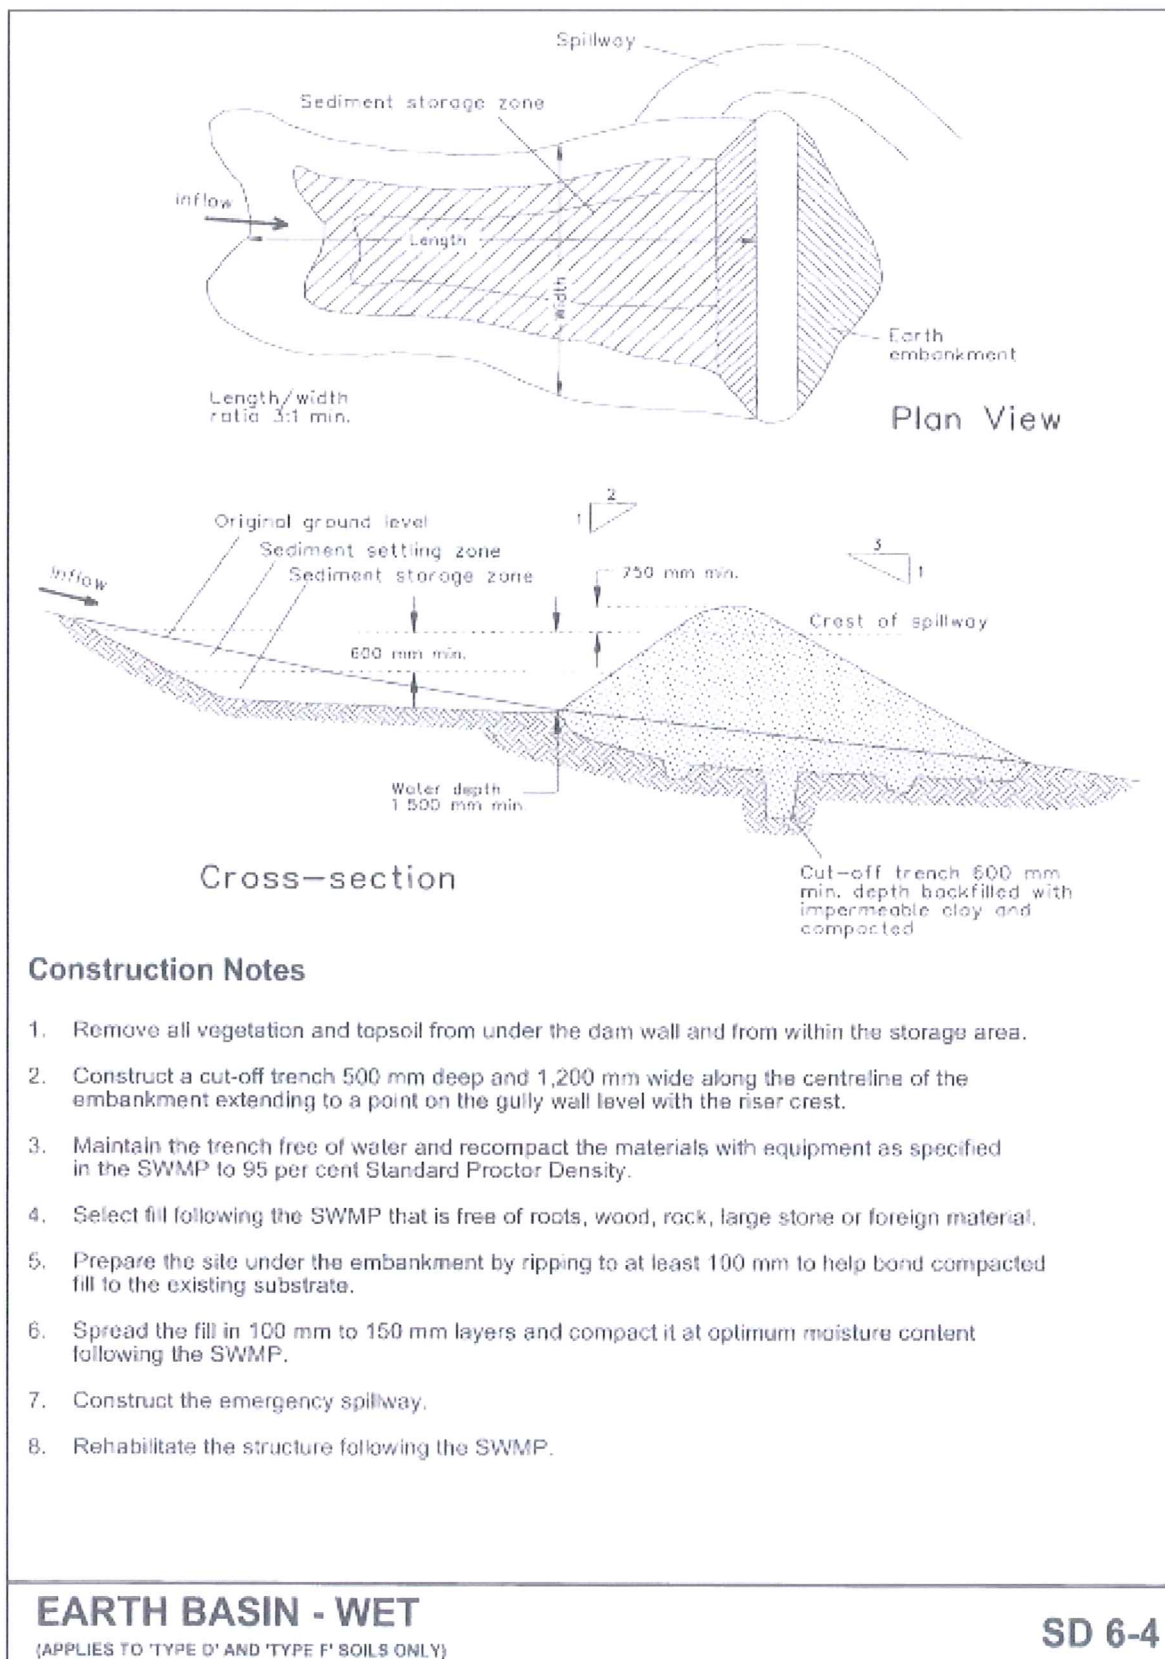 Spillway
Sediment storage zone
inflow
Length
Width
Earth
embankment
Length/width
ratio 3:1 min.
Plan View
2
1
Original ground level
Sediment settling zone
Sediment storage zone
3
1
750 mm min.
Inflow
Crest of spillway
600 mm min.
Water depth
1 500 mm min.
Cross-section
Cut-off trench 600 mm
min. depth backfilled with
impermeable clay and
compacted
Construction Notes
1. Remove all vegetation and topsoil from under the dam wall and from within the storage area.
2. Construct a cut-off trench 500 mm deep and 1,200 mm wide along the centreline of the
embankment extending to a point on the gully wall level with the riser crest.
3. Maintain the trench free of water and recompact the materials with equipment as specified
in the SWMP to 95 per cent Standard Proctor Density.
4. Select fill following the SWMP that is free of roots, wood, rock, large stone or foreign material.
5. Prepare the site under the embankment by ripping to at least 100 mm to help bond compacted
fill to the existing substrate.
6. Spread the fill in 100 mm to 150 mm layers and compact it at optimum moisture content
following the SWMP.
7. Construct the emergency spillway.
8. Rehabilitate the structure following the SWMP.
EARTH BASIN - WET
(APPLIES TO 'TYPE D' AND 'TYPE F' SOILS ONLY)
SD 6-4